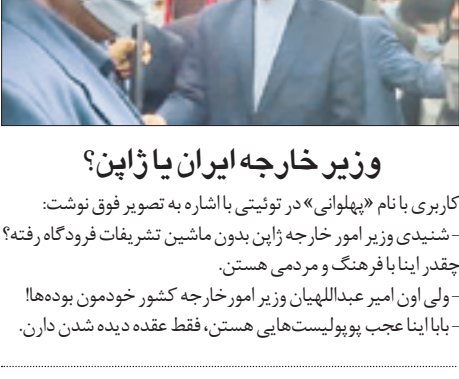 وزیر خارجه ایران یا ژاپن؟
کاربری با نام «پهلوانی» در توئیتی با اشاره به تصویر فوق نوشت:
- شنیدی وزیر امور خارجه ژاپن بدون ماشین تشریفات فرودگاه رفته؟
چقدر اینا با فرهنگ و مردمی هستن.
- ولی اون امیر عبداللهیان وزیر امورخارجه کشور خودمون بوده‌ها!
- بابا اینا عجب پوپولیست‌هایی هستن، فقط عقده دیده شدن دارن.